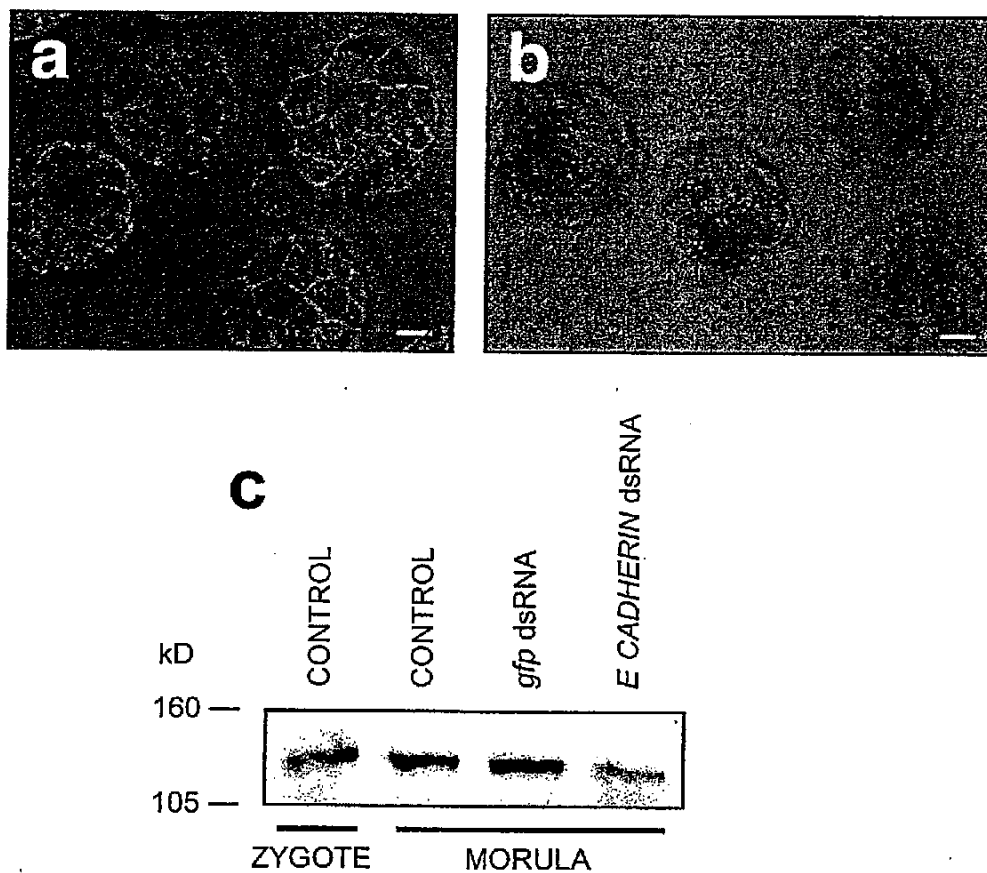 a
b
c
CONTROL
CONTROL
gfp dsRNA
E CADHERIN dsRNA
kD
160
105
ZYGOTE
MORULA